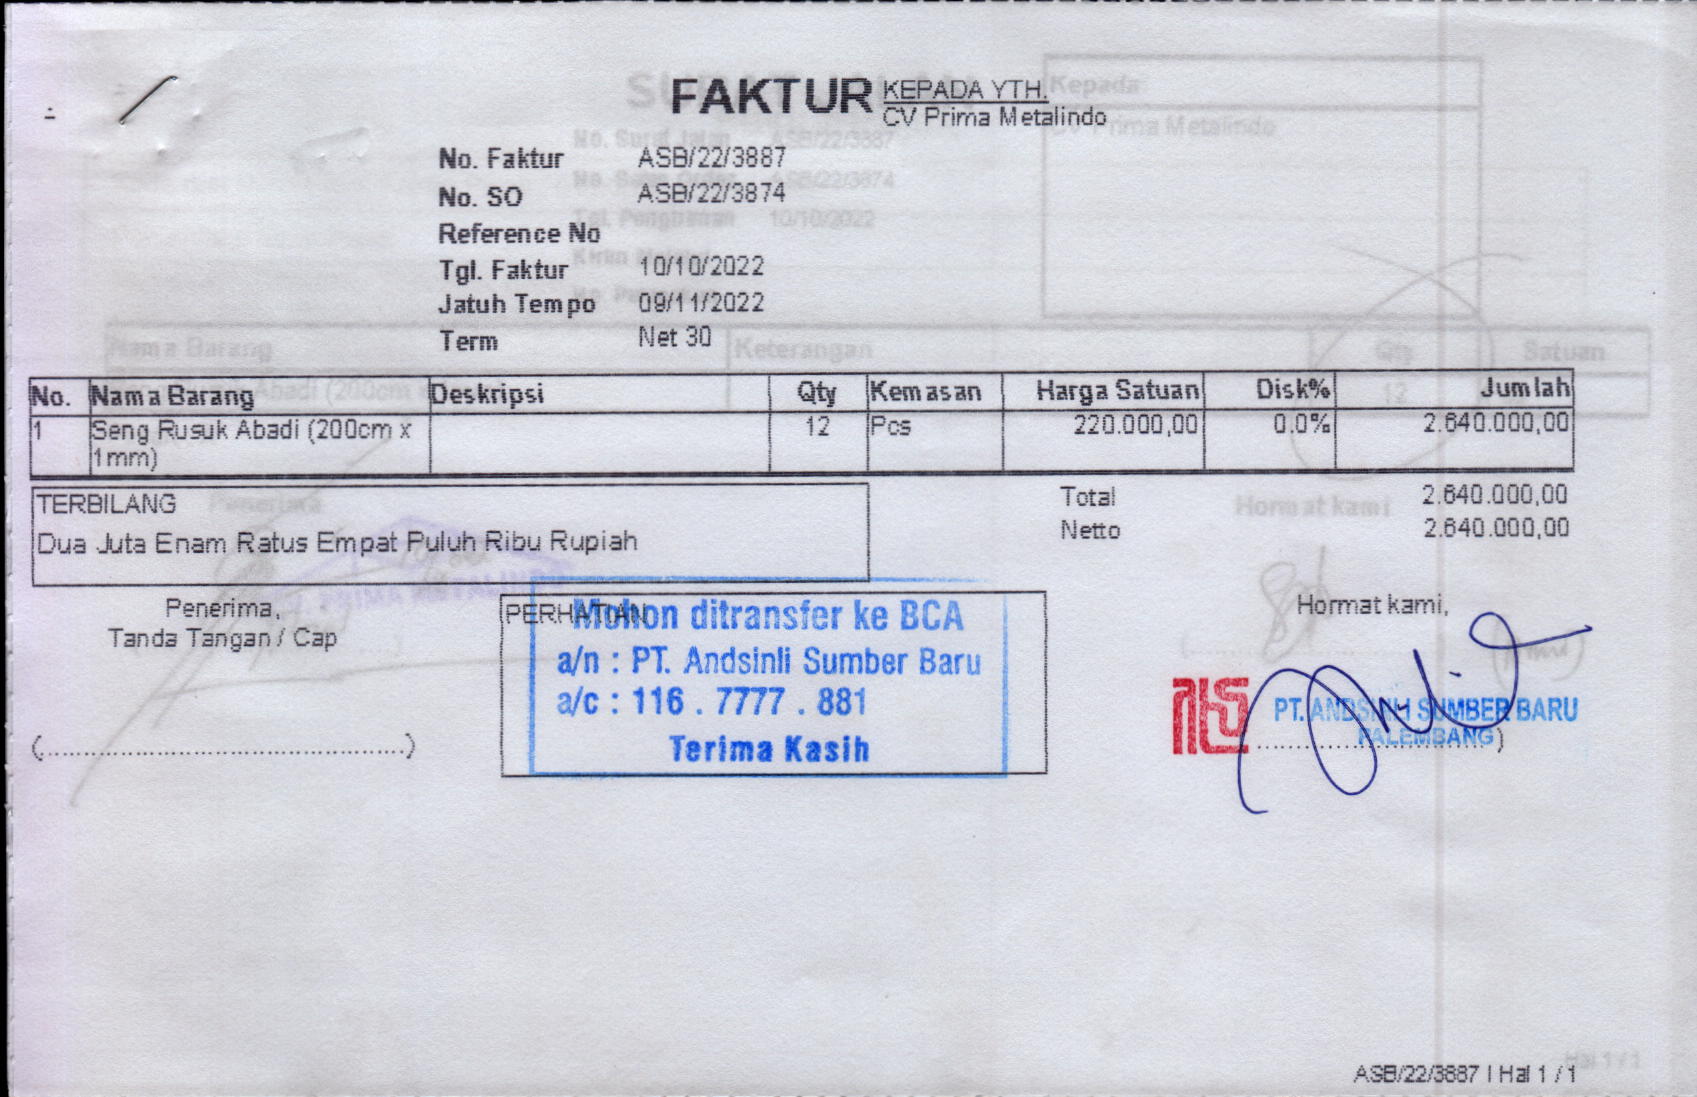 FAKTUR
KEPADA YTH.
CV Prima Metalindo
No. Faktur ASB/22/3887
No. SO ASB/22/3874
Reference No
Tgl. Faktur 10/10/2022
Jatuh Tempo 09/11/2022
Term Net 30
No. Nama Barang Deskripsi Qty Kemasan Harga Satuan Disk% Jumlah
1 Seng Rusuk Abadi (200cm x 12 Pcs 220.000,00 0.0% 2.640.000,00
1mm)
TERBILANG
Dua Juta Enam Ratus Empat Puluh Ribu Rupiah
Total 2.640.000,00
Netto 2.640.000,00
Penerima,
Tanda Tangan / Cap
(..........................................)
PERHATIAN
Mohon ditransfer ke BCA
a/n : PT. Andsinli Sumber Baru
a/c : 116 . 7777 . 881
Terima Kasih
Hormat kami,
PT. ANDSINLI SUMBER BARU
PALEMBANG
ASB/22/3887 | Hal 1 / 1